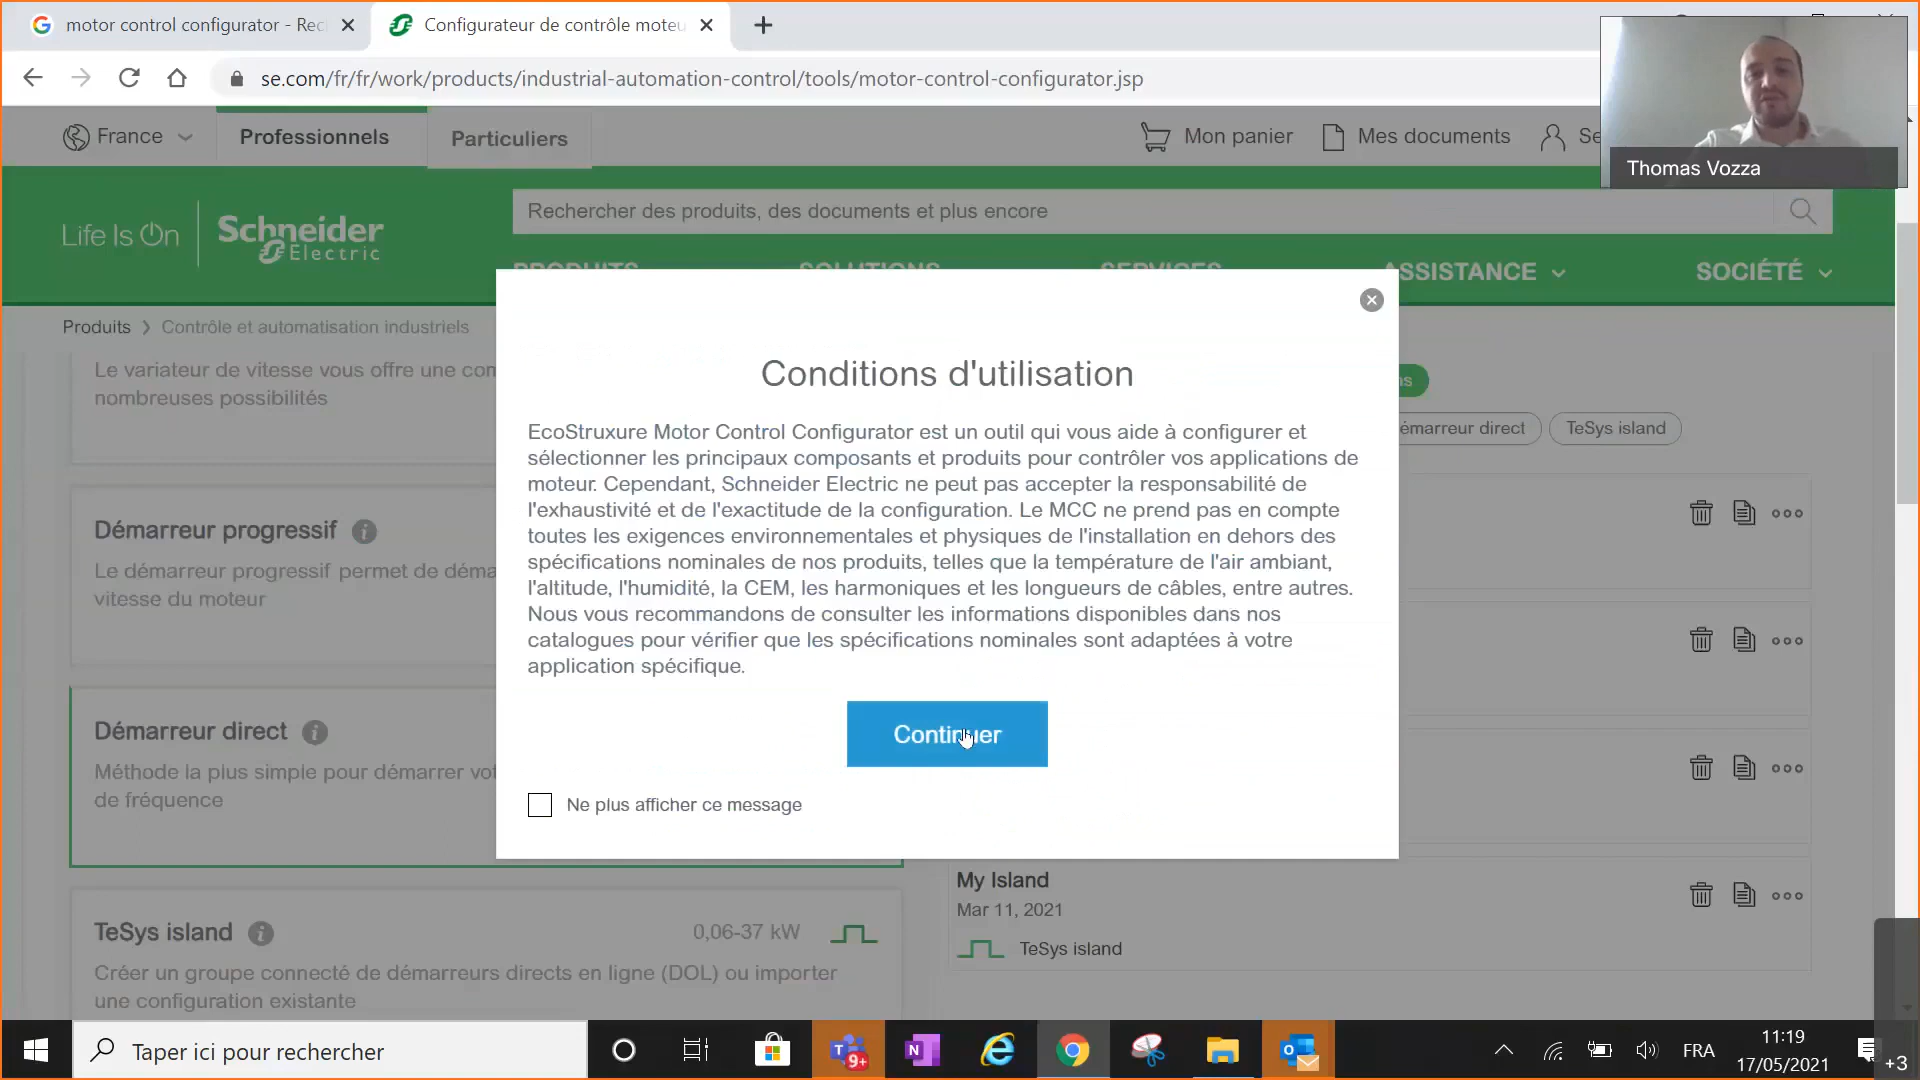 motor control configurator - Rec
Configurateur de contrôle moteu
se.com/fr/fr/work/products/industrial-automation-control/tools/motor-control-configurator.jsp
France
Professionnels
Particuliers
Mon panier
Mes documents
Se
Thomas Vozza
Life Is On
Schneider
Electric
Rechercher des produits, des documents et plus encore
PRODUITS
SOLUTIONS
SERVICES
ASSISTANCE
SOCIÉTÉ
Produits
Contrôle et automatisation industriels
Le variateur de vitesse vous offre une con
nombreuses possibilités
Démarreur progressif
Le démarreur progressif permet de déma
vitesse du moteur
Démarreur direct
Méthode la plus simple pour démarrer vot
de fréquence
TeSys island
0,06-37 kW
Créer un groupe connecté de démarreurs directs en ligne (DOL) ou importer
une configuration existante
Conditions d'utilisation
EcoStruxure Motor Control Configurator est un outil qui vous aide à configurer et
sélectionner les principaux composants et produits pour contrôler vos applications de
moteur. Cependant, Schneider Electric ne peut pas accepter la responsabilité de
l'exhaustivité et de l'exactitude de la configuration. Le MCC ne prend pas en compte
toutes les exigences environnementales et physiques de l'installation en dehors des
spécifications nominales de nos produits, telles que la température de l'air ambiant,
l'altitude, l'humidité, la CEM, les harmoniques et les longueurs de câbles, entre autres.
Nous vous recommandons de consulter les informations disponibles dans nos
catalogues pour vérifier que les spécifications nominales sont adaptées à votre
application spécifique.
Continuer
Ne plus afficher ce message
ns
émarreur direct
TeSys island
My Island
Mar 11, 2021
TeSys island
Taper ici pour rechercher
9+
FRA
11:19
17/05/2021
+3